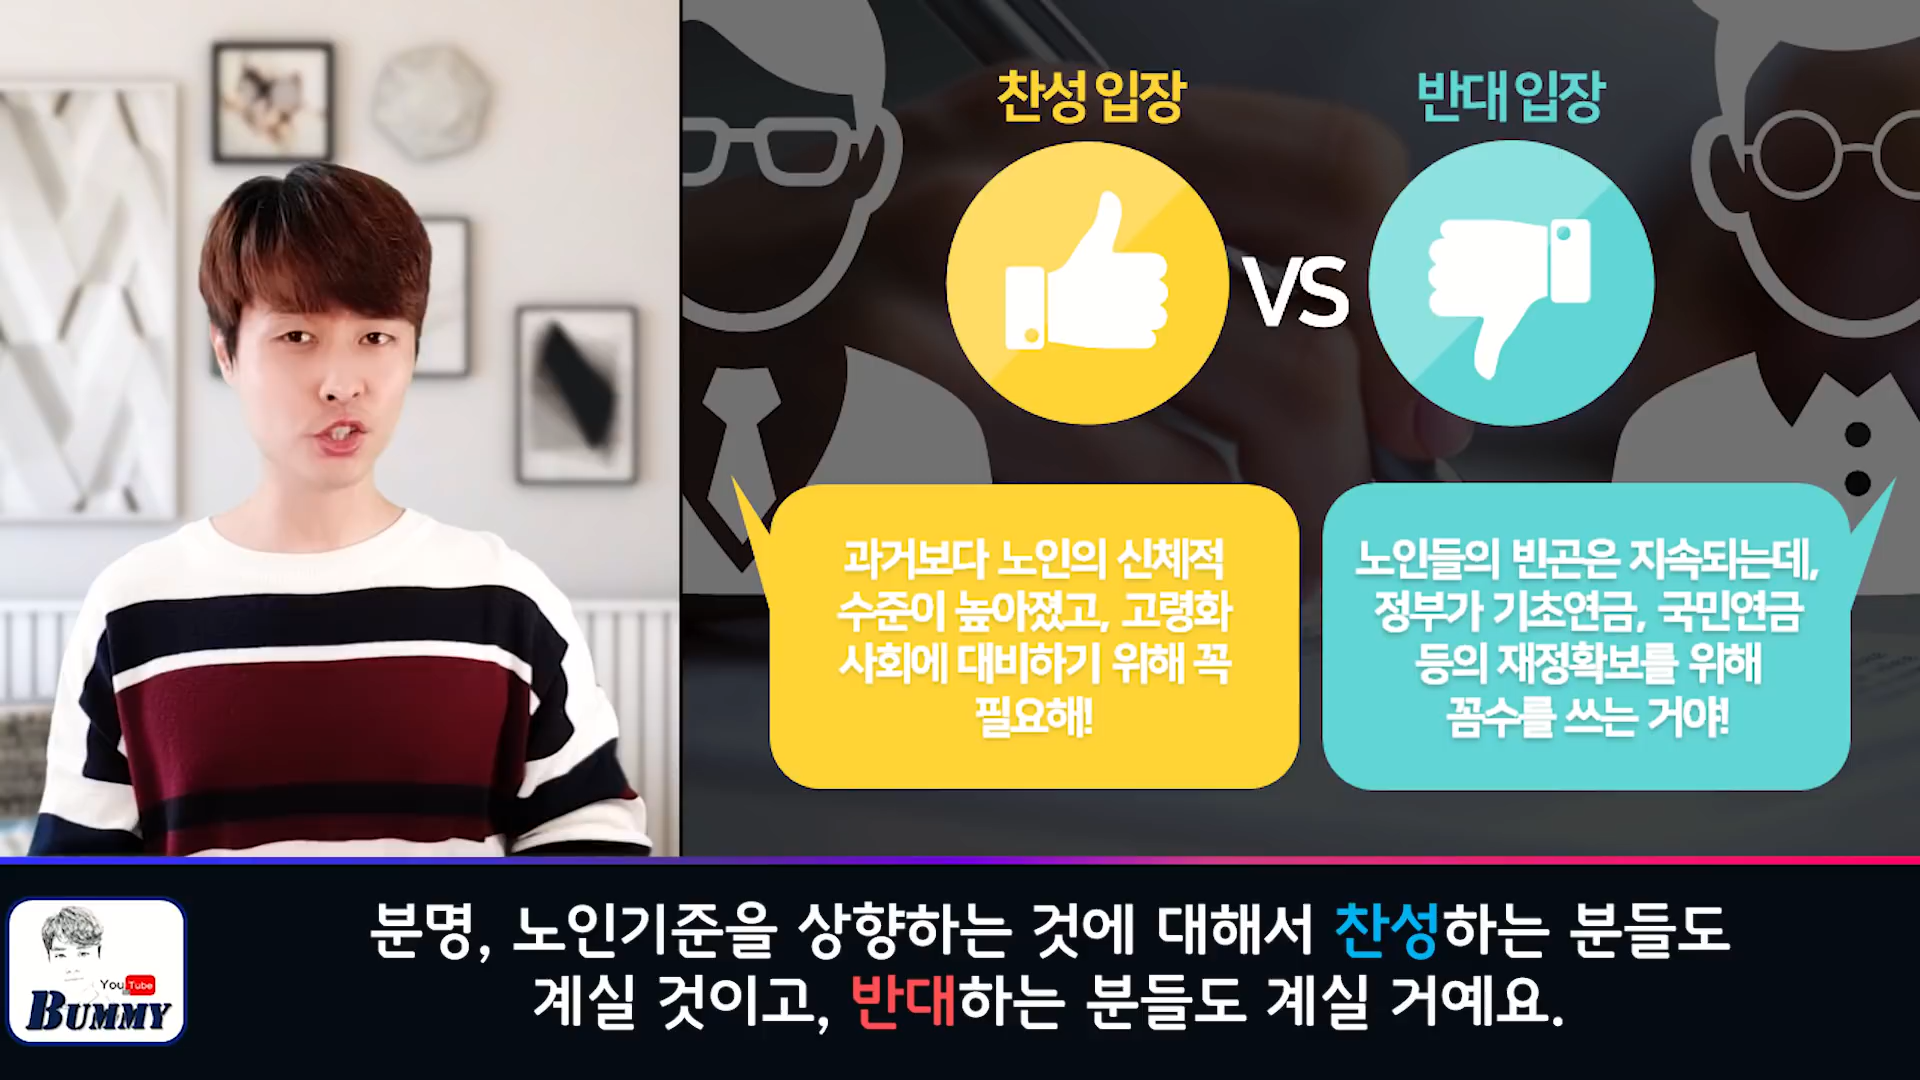 찬성 입장
반대 입장
VS
과거보다 노인의 신체적
수준이 높아졌고, 고령화
사회에 대비하기 위해 꼭
필요해!
노인들의 빈곤은 지속되는데,
정부가 기초연금, 국민연금
등의 재정확보를 위해
꼼수를 쓰는 거야!
분명, 노인기준을 상향하는 것에 대해서 찬성하는 분들도
계실 것이고, 반대하는 분들도 계실 거예요.
YouTube
BUMMY